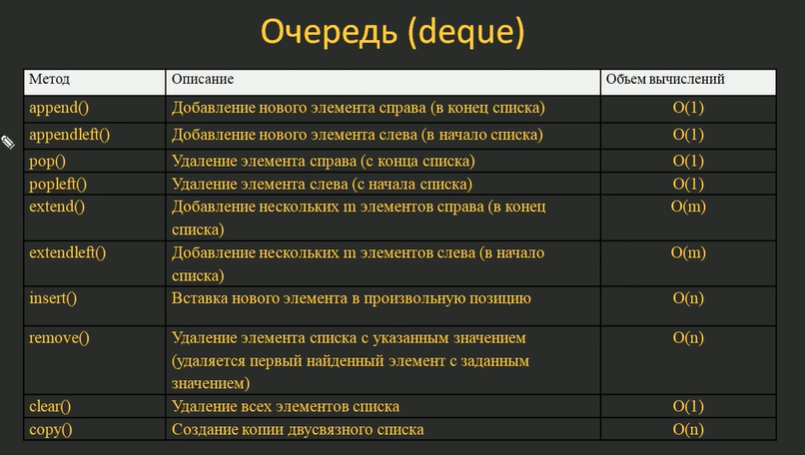 Очередь (deque)
Метод Описание Объем вычислений
append() Добавление нового элемента справа (в конец списка) O(1)
appendleft() Добавление нового элемента слева (в начало списка) O(1)
pop() Удаление элемента справа (с конца списка) O(1)
popleft() Удаление элемента слева (с начала списка) O(1)
extend() Добавление нескольких m элементов справа (в конец O(m)
списка)
extendleft() Добавление нескольких m элементов слева (в начало O(m)
списка)
insert() Вставка нового элемента в произвольную позицию O(n)
remove() Удаление элемента списка с указанным значением O(n)
(удаляется первый найденный элемент с заданным
значением)
clear() Удаление всех элементов списка O(1)
copy() Создание копии двусвязного списка O(n)